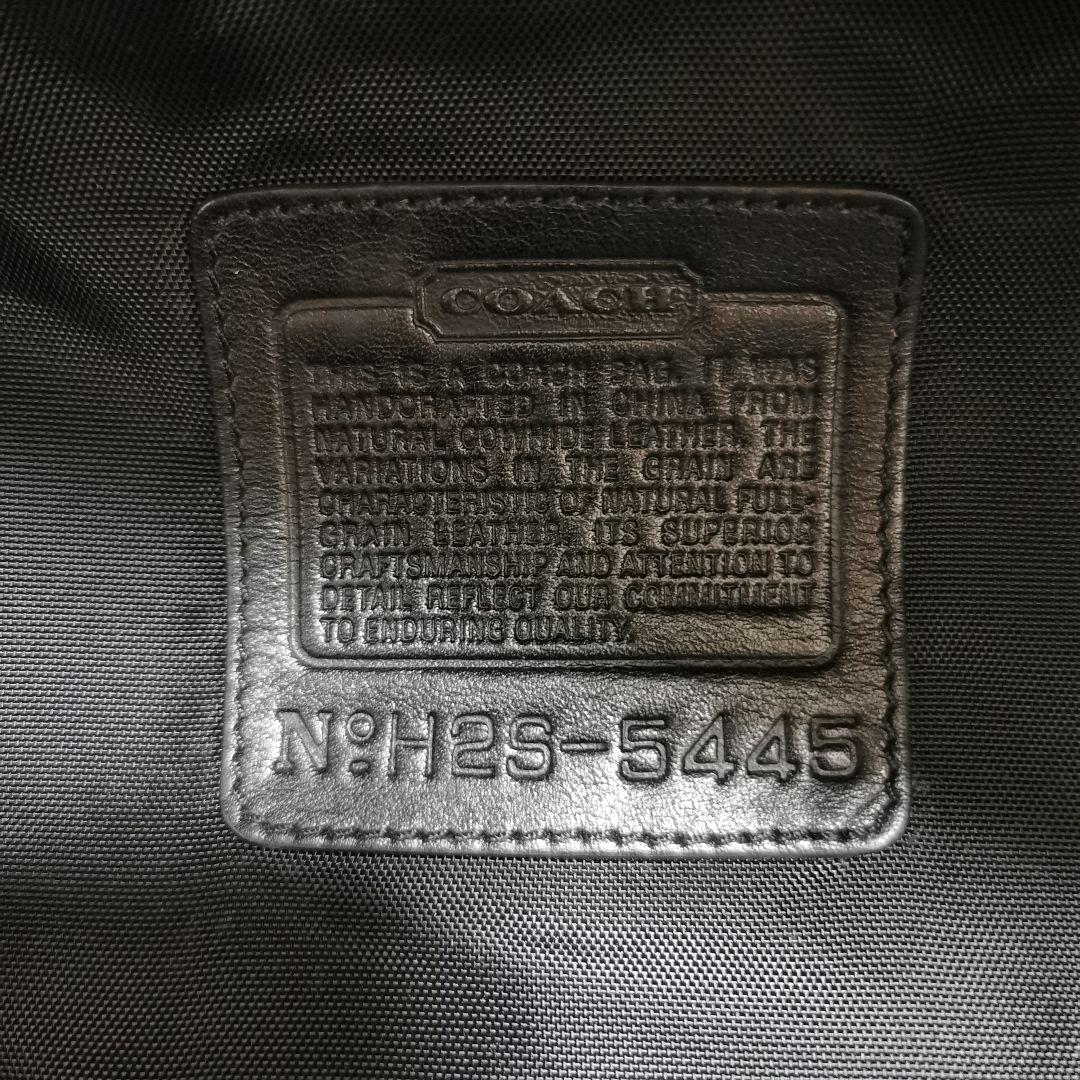 COACH
THIS IS A COACH BAG. IT WAS
HANDCRAFTED IN CHINA FROM
NATURAL COWHIDE LEATHER. THE
VARIATIONS IN THE GRAIN ARE
CHARACTERISTIC OF NATURAL FULL-
GRAIN LEATHER. ITS SUPERIOR
CRAFTSMANSHIP AND ATTENTION TO
DETAIL REFLECT OUR COMMITMENT
TO ENDURING QUALITY.
Nº H2S-5445